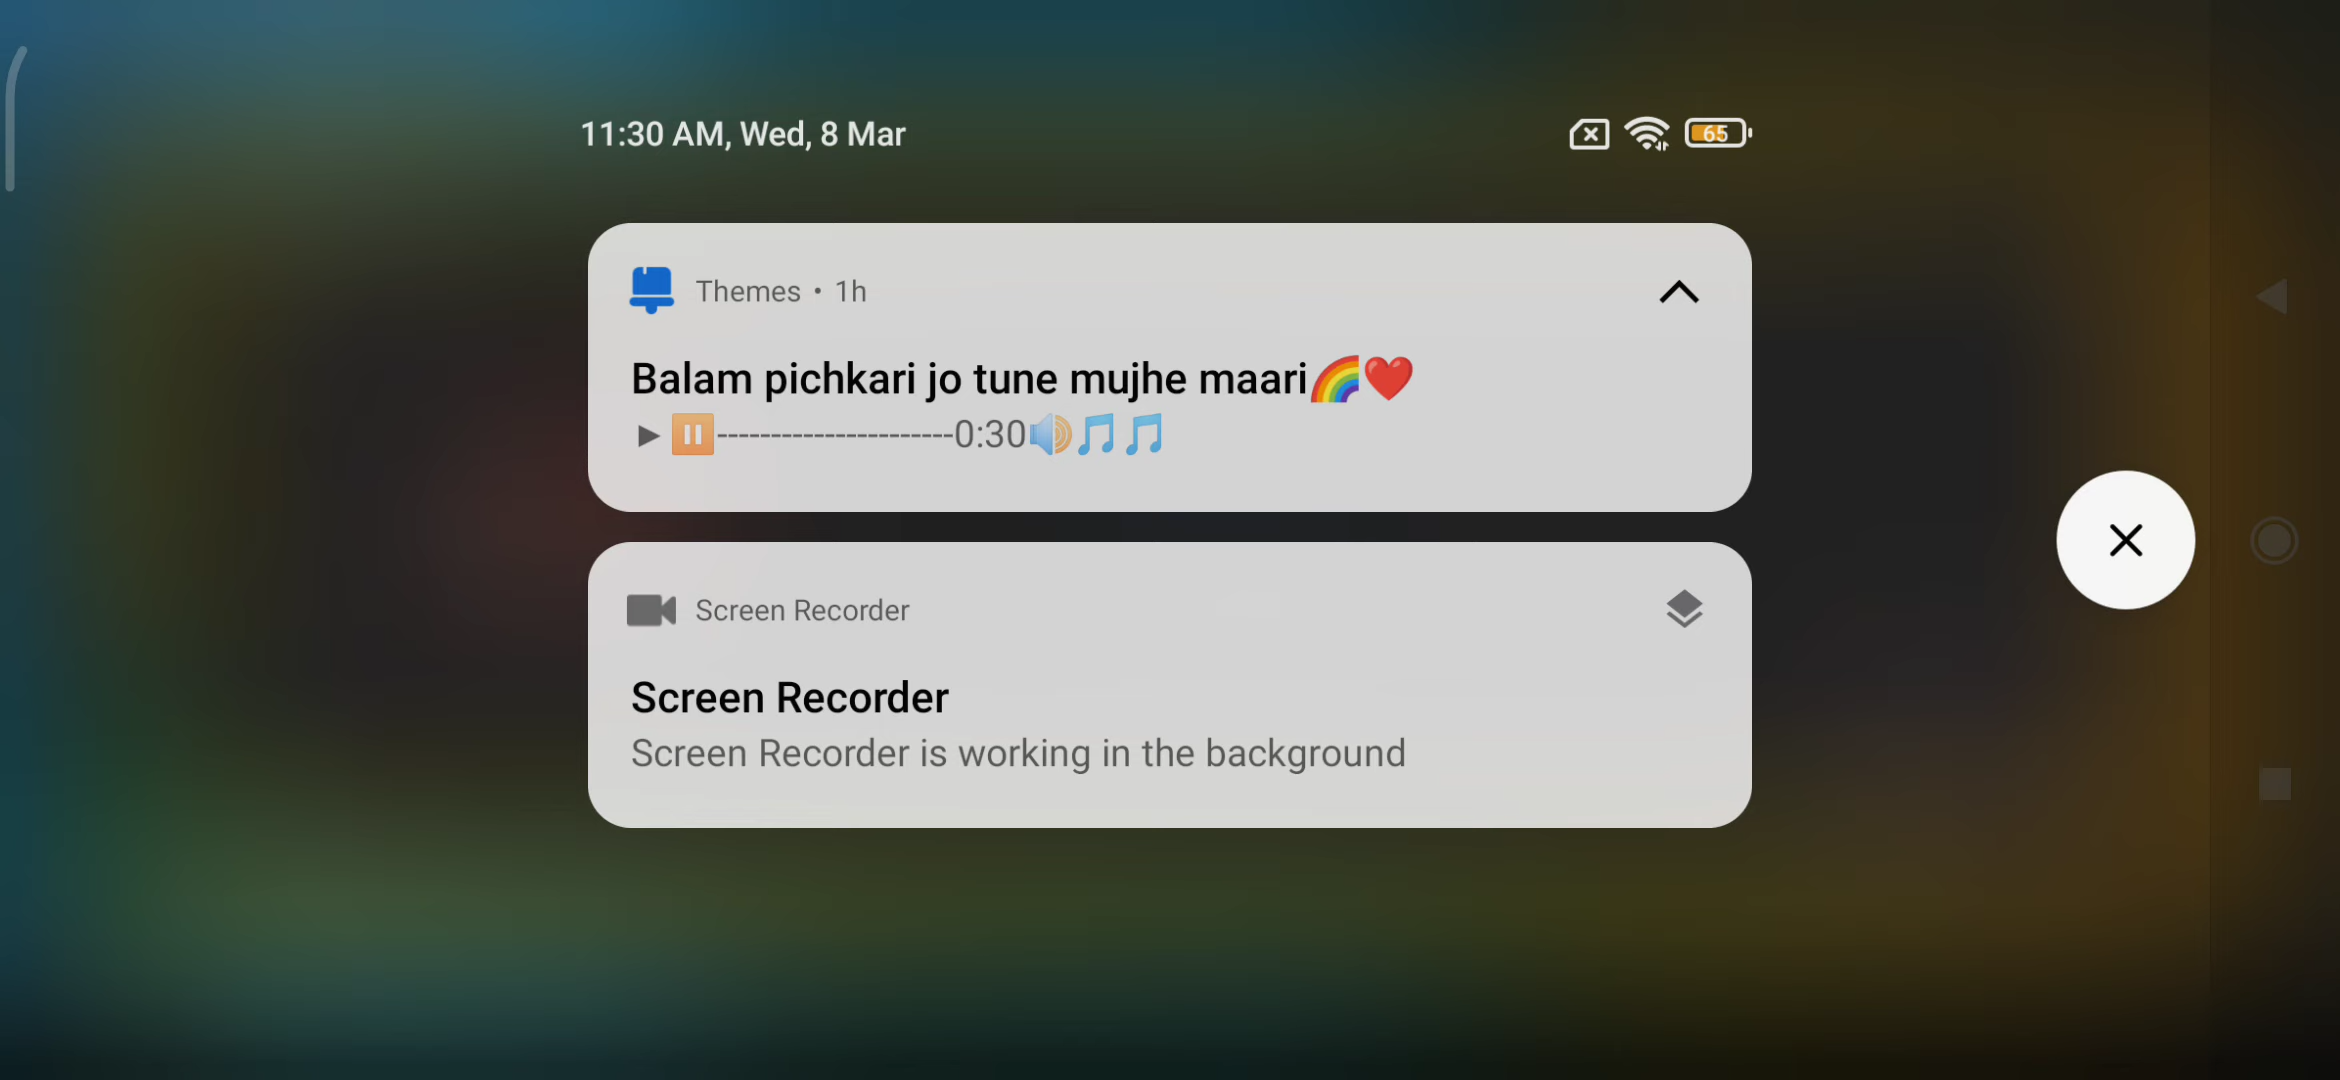 11:30 AM, Wed, 8 Mar
65
Themes • 1h
Balam pichkari jo tune mujhe maari🌈❤️
▶ ⏸️----------------------0:30🔊🎵🎵
Screen Recorder
Screen Recorder
Screen Recorder is working in the background